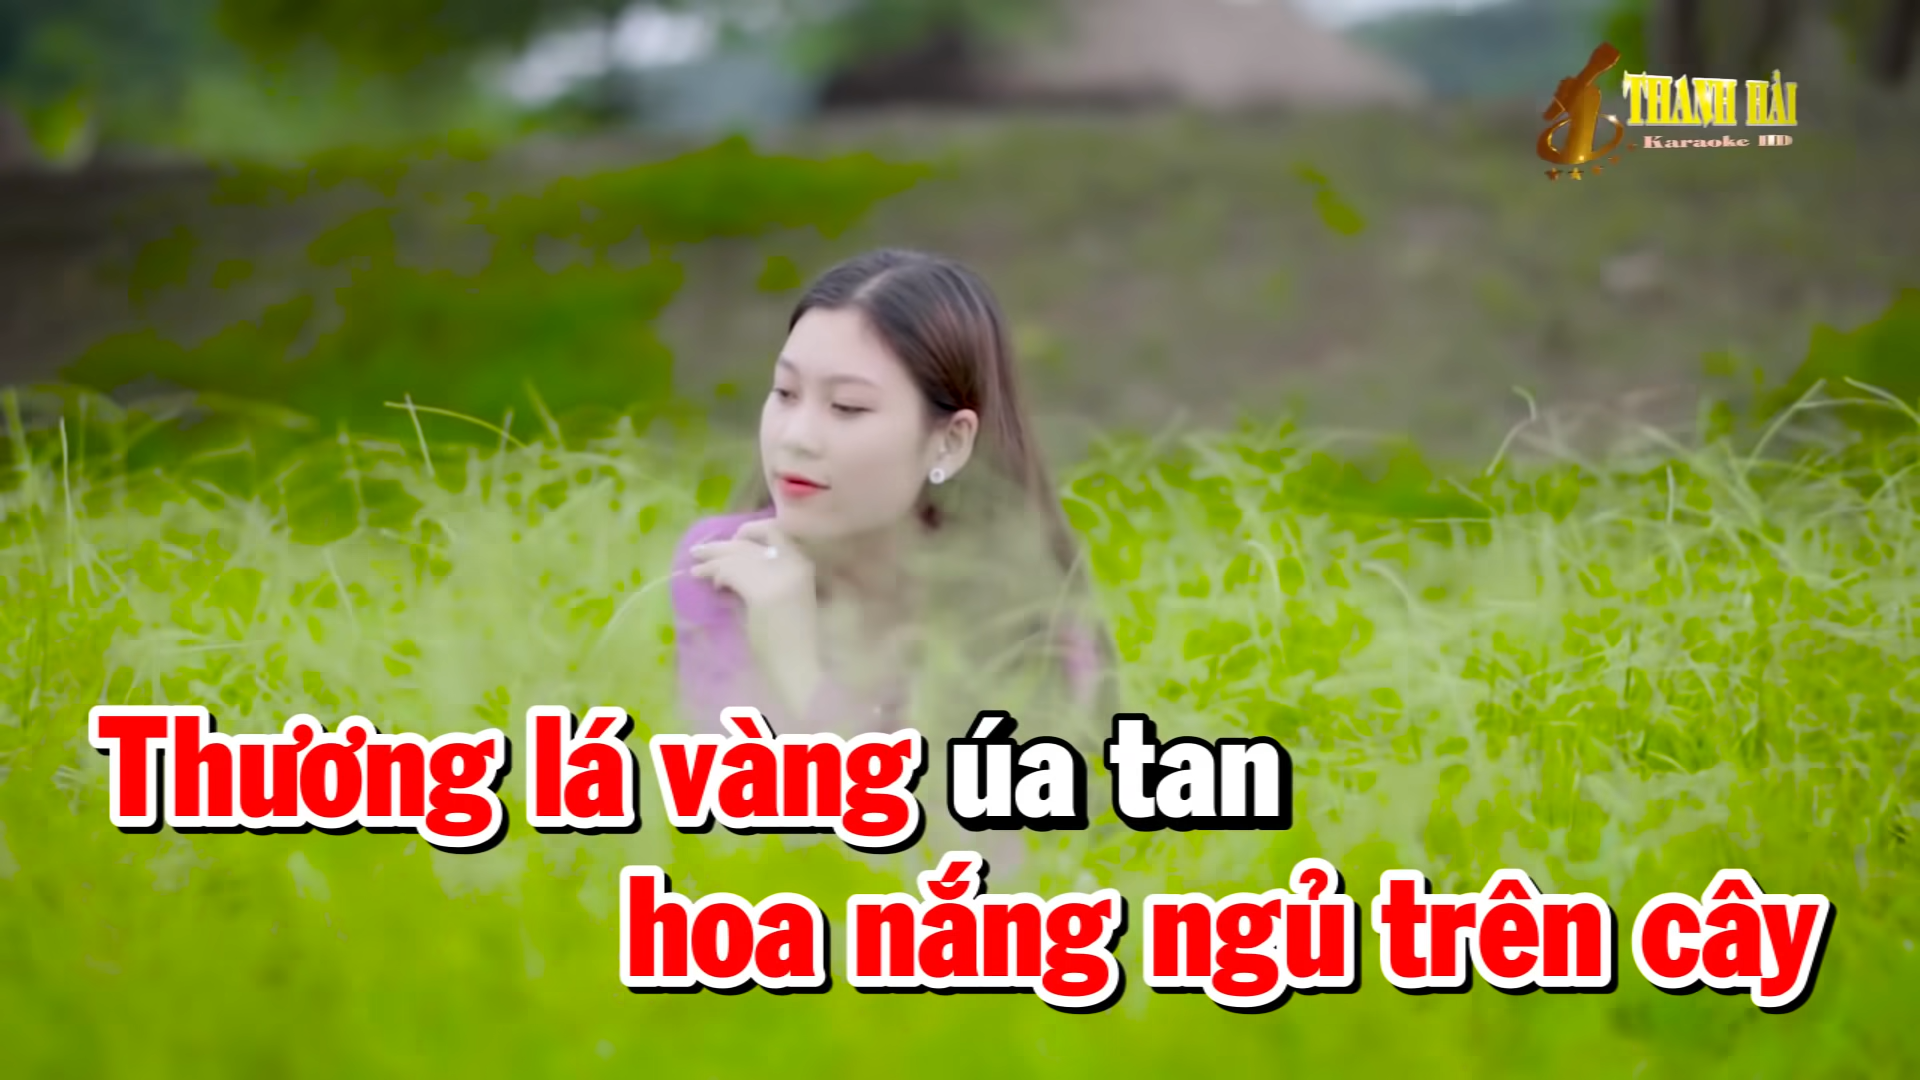 THANH HẢI
Karaoke HD
Thương lá vàng úa tan
hoa nắng ngủ trên cây